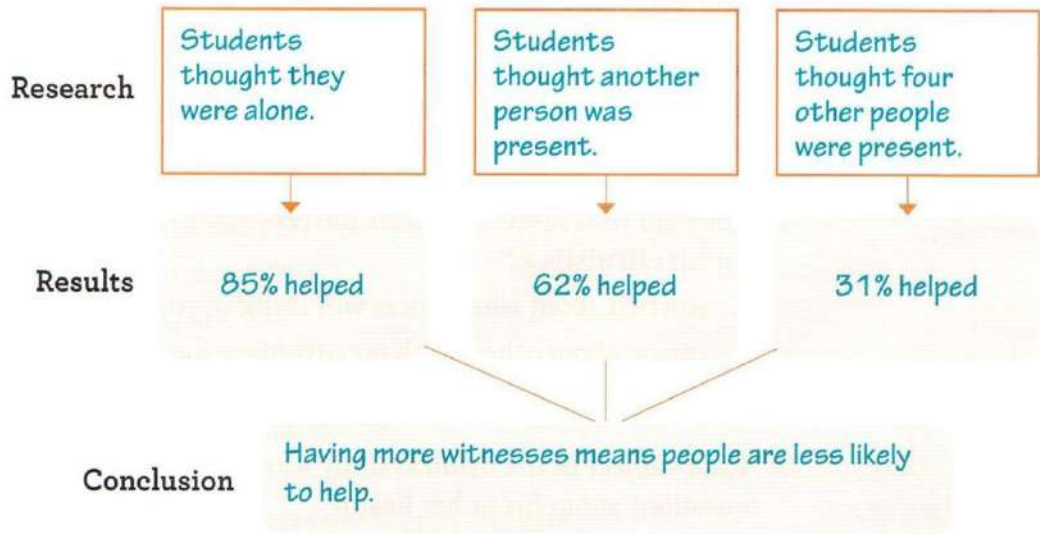 Research
Students
thought they
were alone.
Students
thought another
person was
present.
Students
thought four
other people
were present.
Results
85% helped
62% helped
31% helped
Conclusion
Having more witnesses means people are less likely
to help.